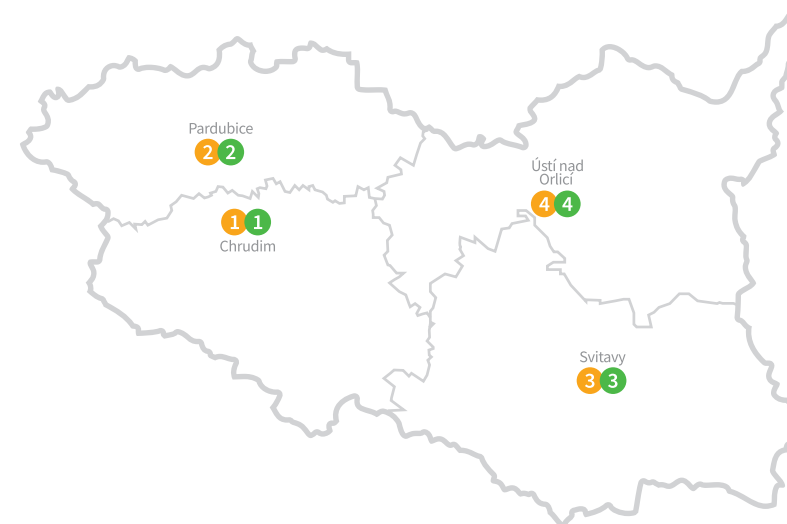 Pardubice
2 2
1 1
Chrudim
Ústí nad
Orlicí
4 4
Svitavy
3 3